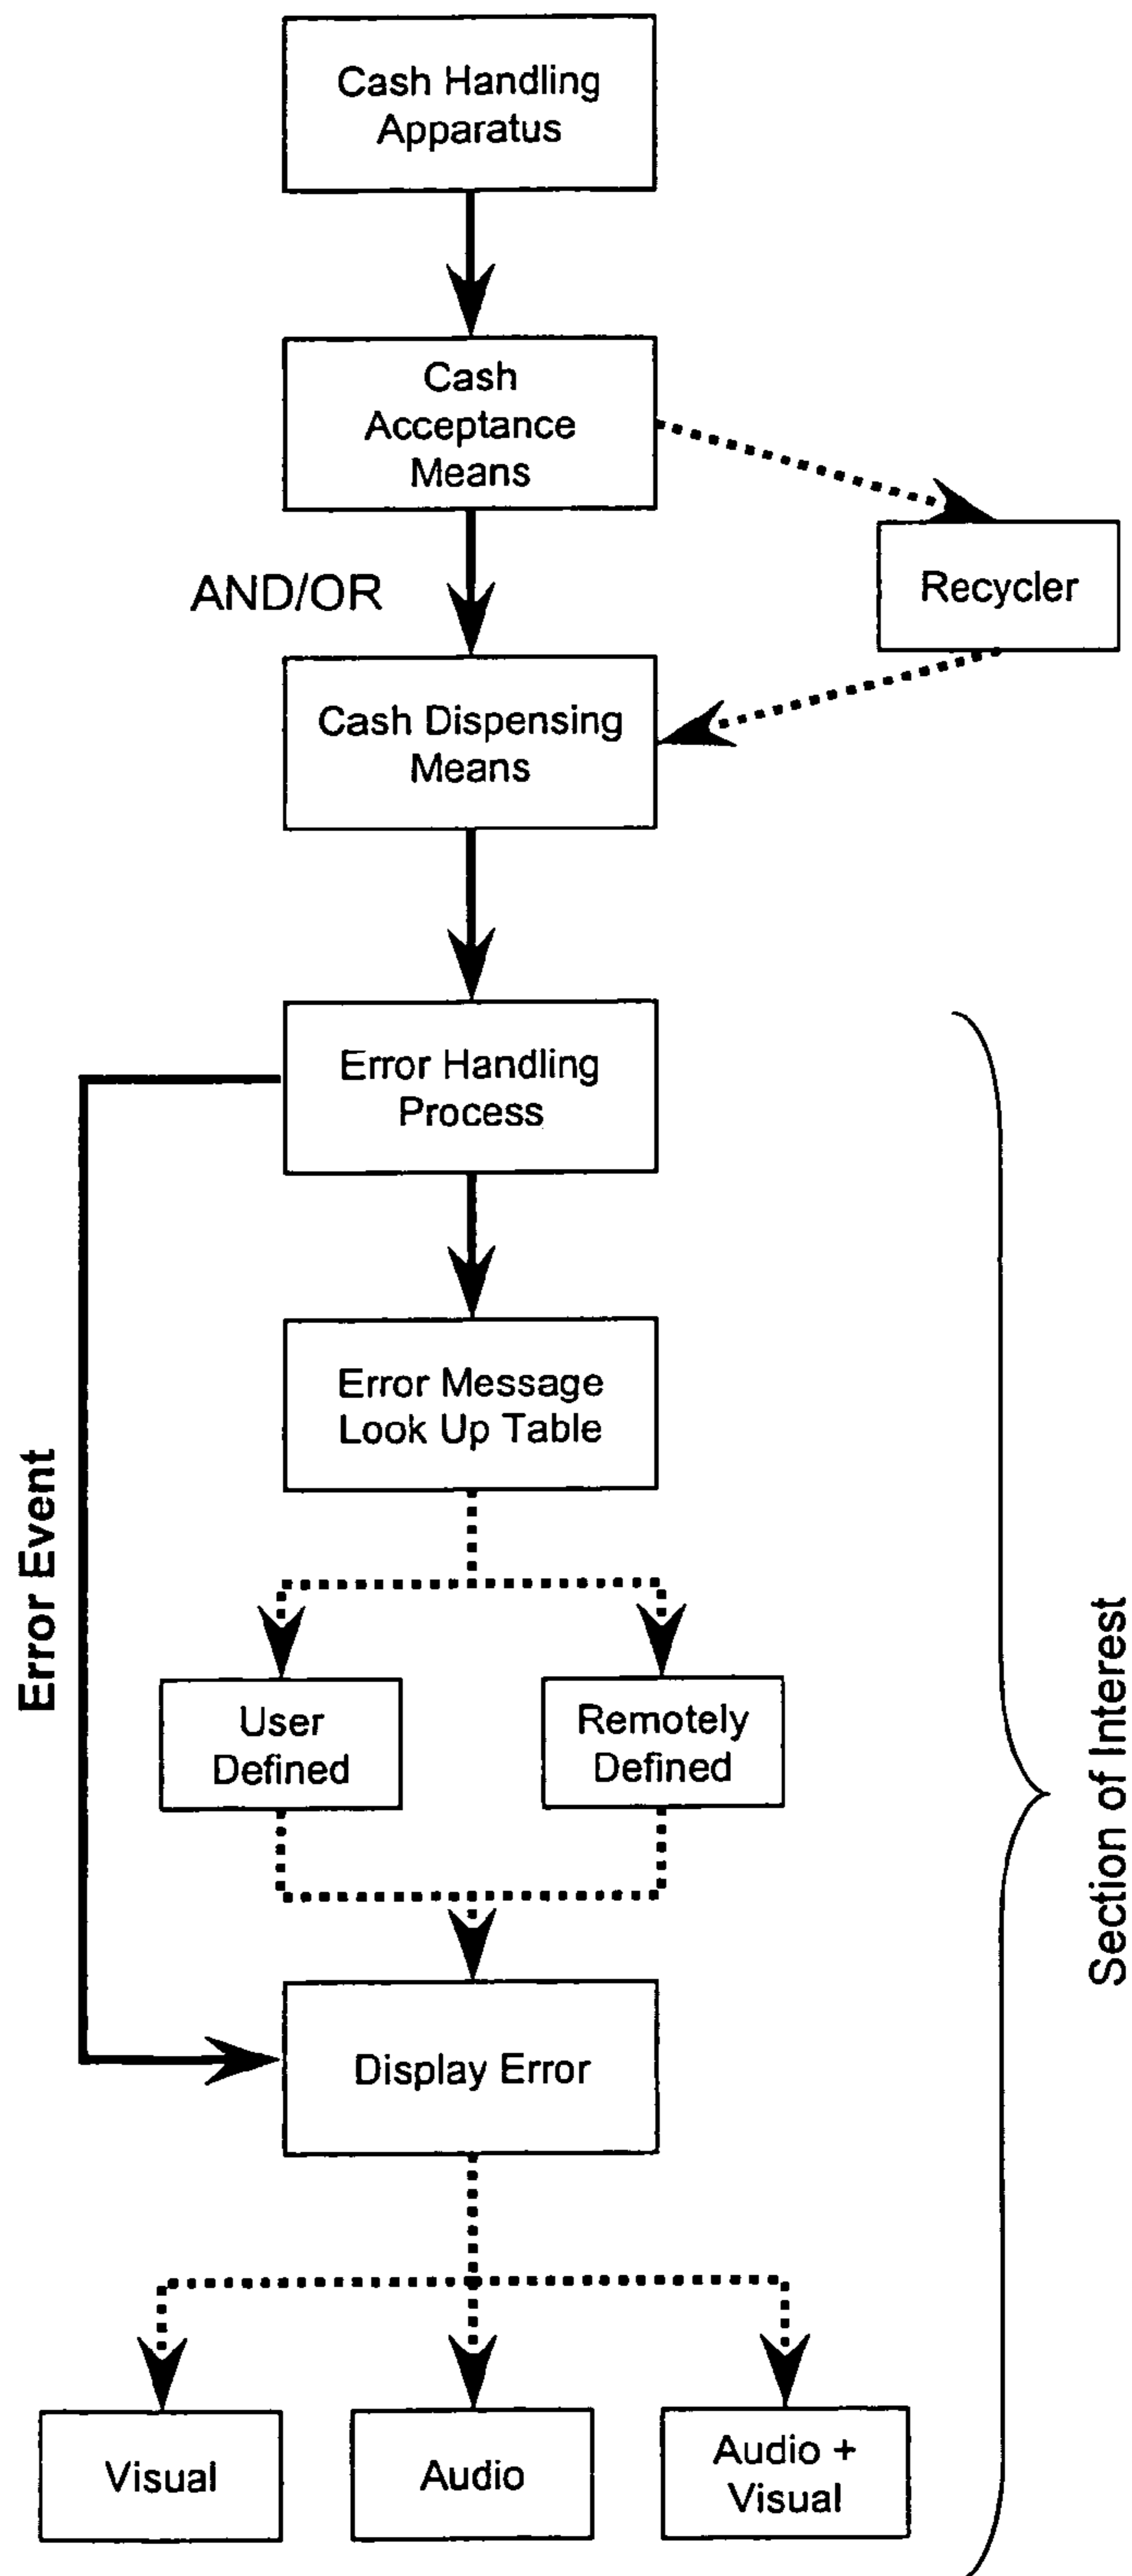 Cash Handling
Apparatus
Cash
Acceptance
Means
AND/OR
Recycler
Cash Dispensing
Means
Error Handling
Process
Error Message
Look Up Table
Error Event
User
Defined
Remotely
Defined
Section of Interest
Display Error
Visual
Audio
Audio +
Visual